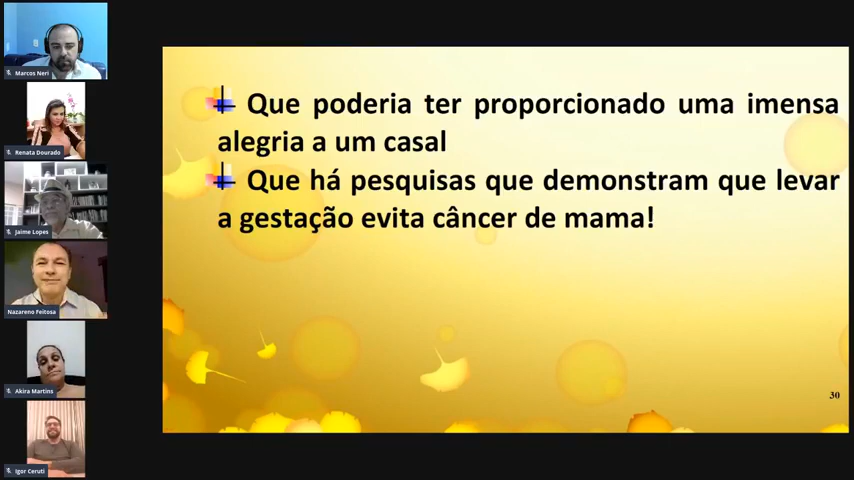 Marcos Neri
Renata Dourado
Jaime Lopes
Nazareno Feitosa
Akira Martins
Igor Ceruti
Que poderia ter proporcionado uma imensa
alegria a um casal
Que há pesquisas que demonstram que levar
a gestação evita câncer de mama!
30